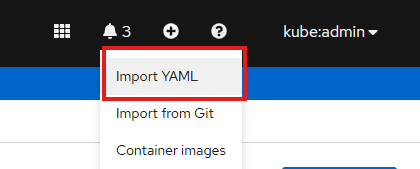 3
kube:admin
Import YAML
Import from Git
Container images